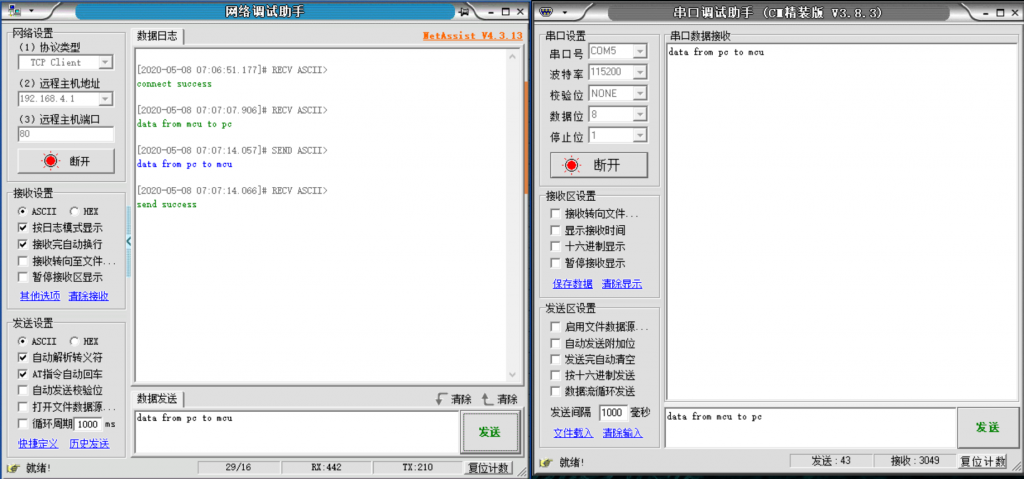 网络调试助手
网络设置
(1) 协议类型
TCP Client
(2) 远程主机地址
192.168.4.1
(3) 远程主机端口
80
断开
接收设置
ASCII HEX
按日志模式显示
接收完自动换行
接收转向至文件...
暂停接收区显示
其他选项 清除接收
发送设置
ASCII HEX
自动解析转义符
AT指令自动回车
自动发送校验位
打开文件数据源...
循环周期 1000 ms
快捷定义 历史发送
就绪!
数据日志
NetAssist V4.3.13
[2020-05-08 07:06:51.177]# RECV ASCII>
connect success
[2020-05-08 07:07:07.906]# RECV ASCII>
data from mcu to pc
[2020-05-08 07:07:14.057]# SEND ASCII>
data from pc to mcu
[2020-05-08 07:07:14.066]# RECV ASCII>
send success
数据发送
清除 清除
data from pc to mcu
发送
29/16 RX:442 TX:210 复位计数
串口调试助手 (CM精装版 V3.8.3)
串口设置
串口号 COM5
波特率 115200
校验位 NONE
数据位 8
停止位 1
断开
接收区设置
接收转向文件...
显示接收时间
十六进制显示
暂停接收显示
保存数据 清除显示
发送区设置
启用文件数据源...
自动发送附加位
发送完自动清空
按十六进制发送
数据流循环发送
发送间隔 1000 毫秒
文件载入 清除输入
就绪!
串口数据接收
data from pc to mcu
data from mcu to pc
发送
发送:43 接收:3049 复位计数